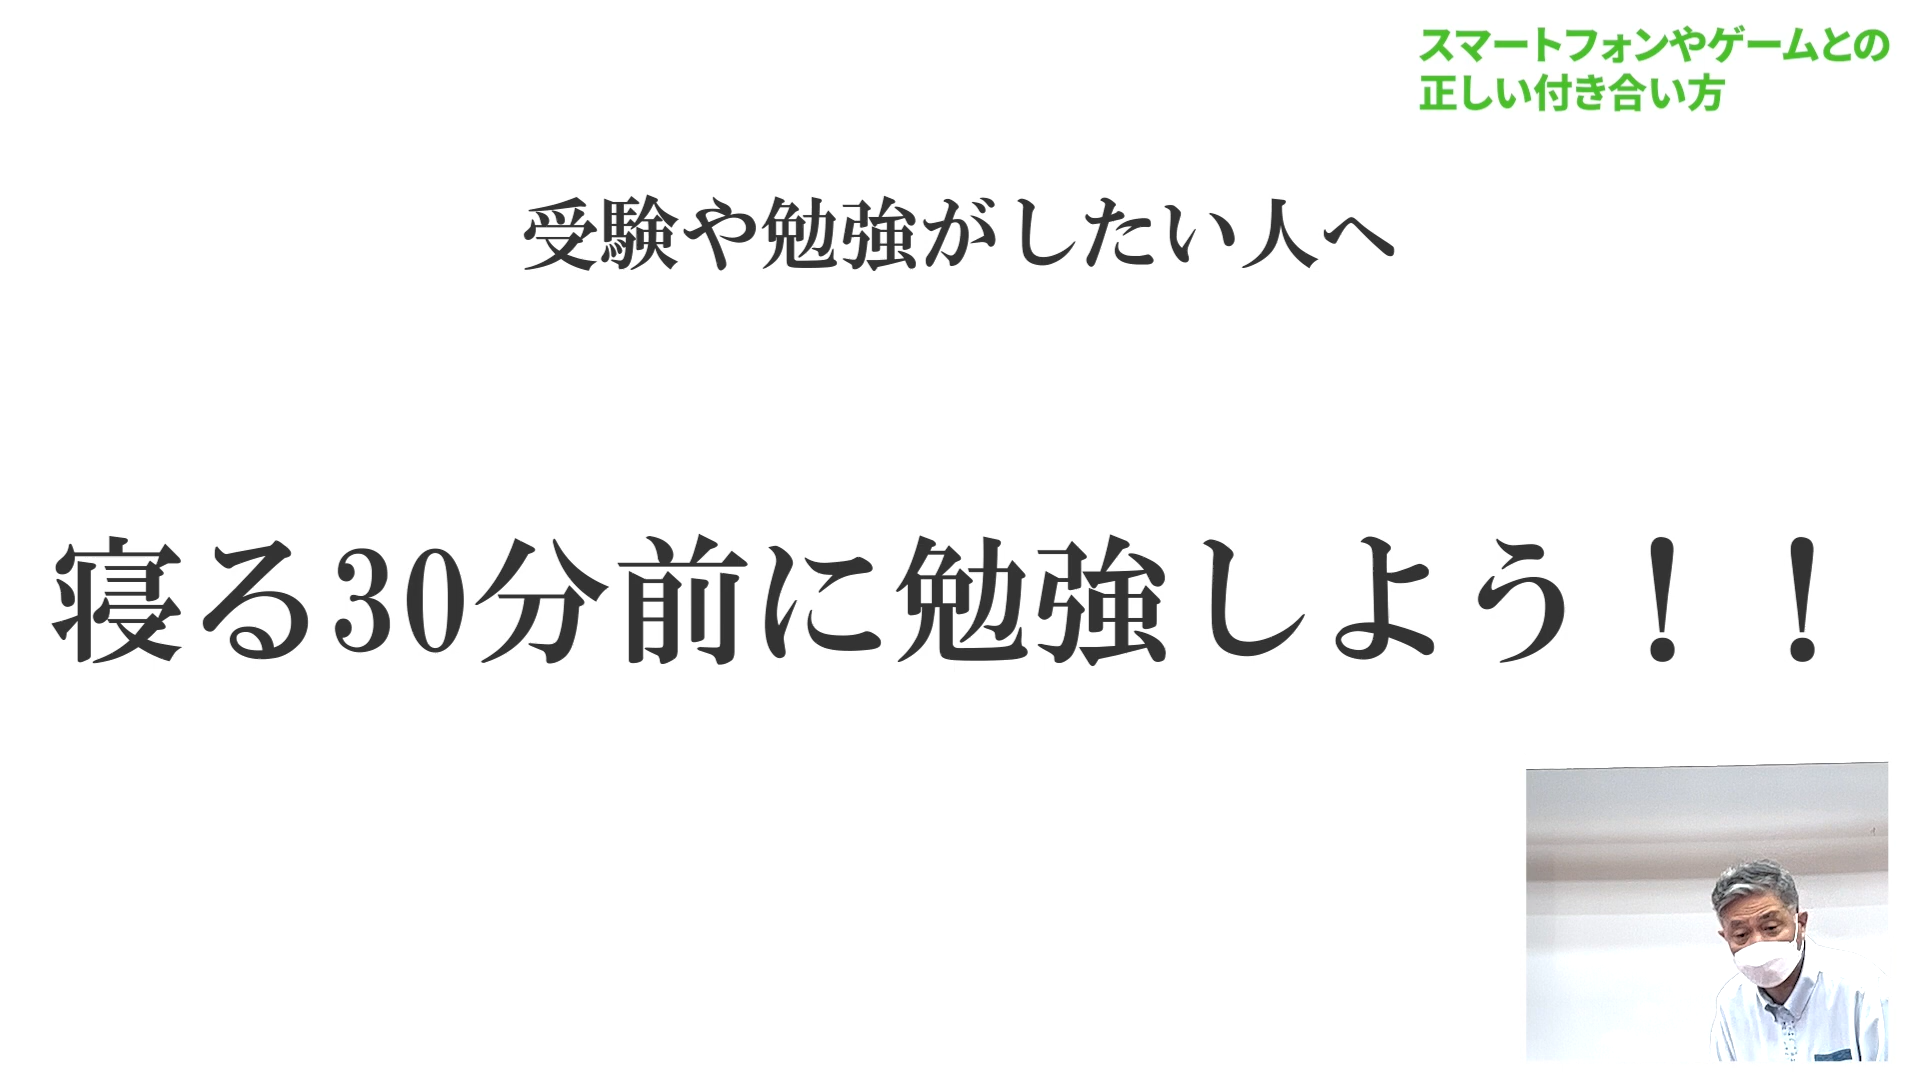 スマートフォンやゲームとの
正しい付き合い方
受験や勉強がしたい人へ
寝る30分前に勉強しよう！！